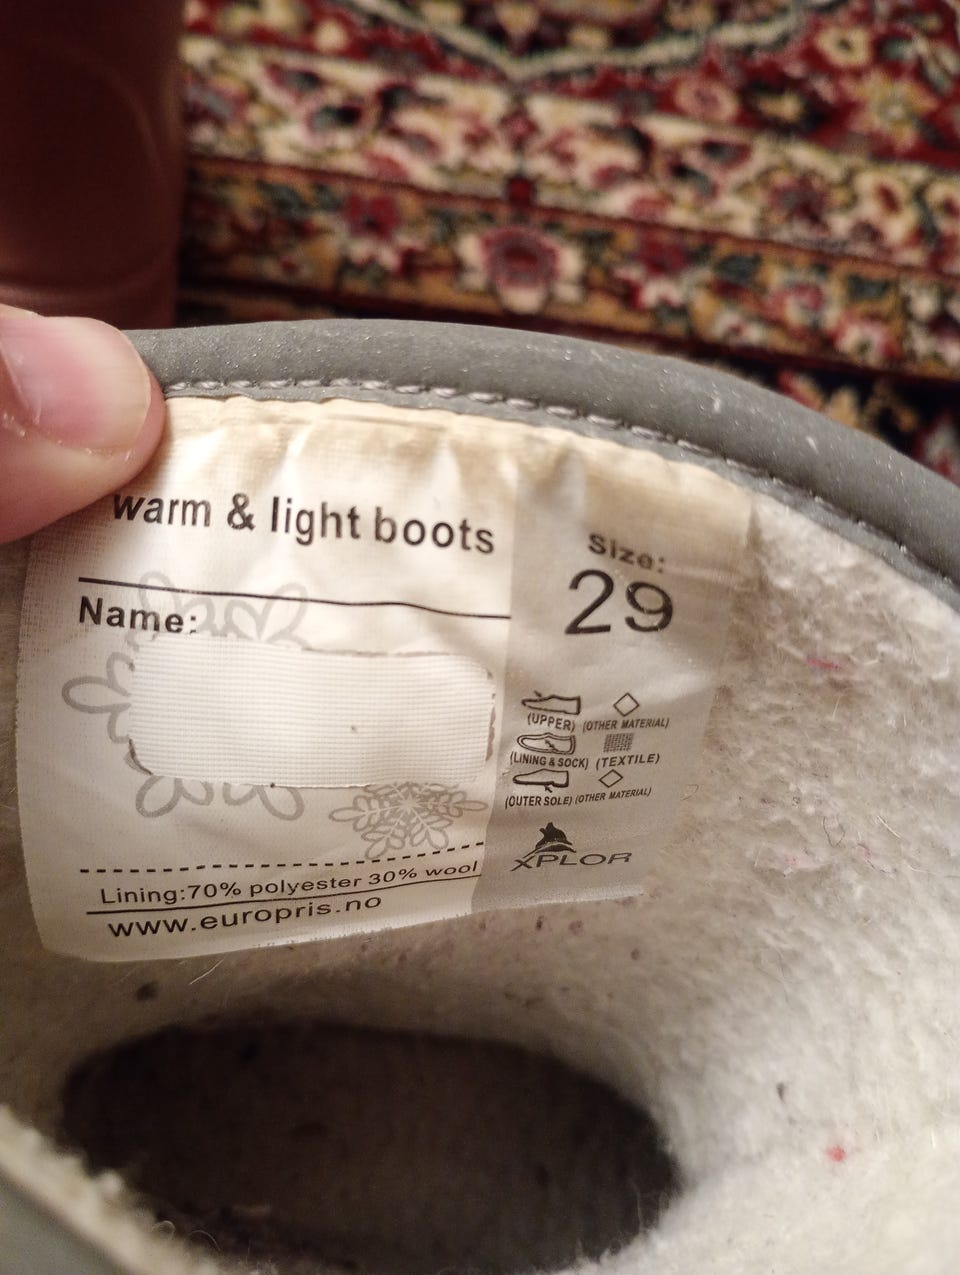 warm & light boots
Name:
Lining:70% polyester 30% wool
www.europris.no
Size:
29
(UPPER) (OTHER MATERIAL)
(LINING & SOCK) (TEXTILE)
(OUTER SOLE) (OTHER MATERIAL)
XPLOR